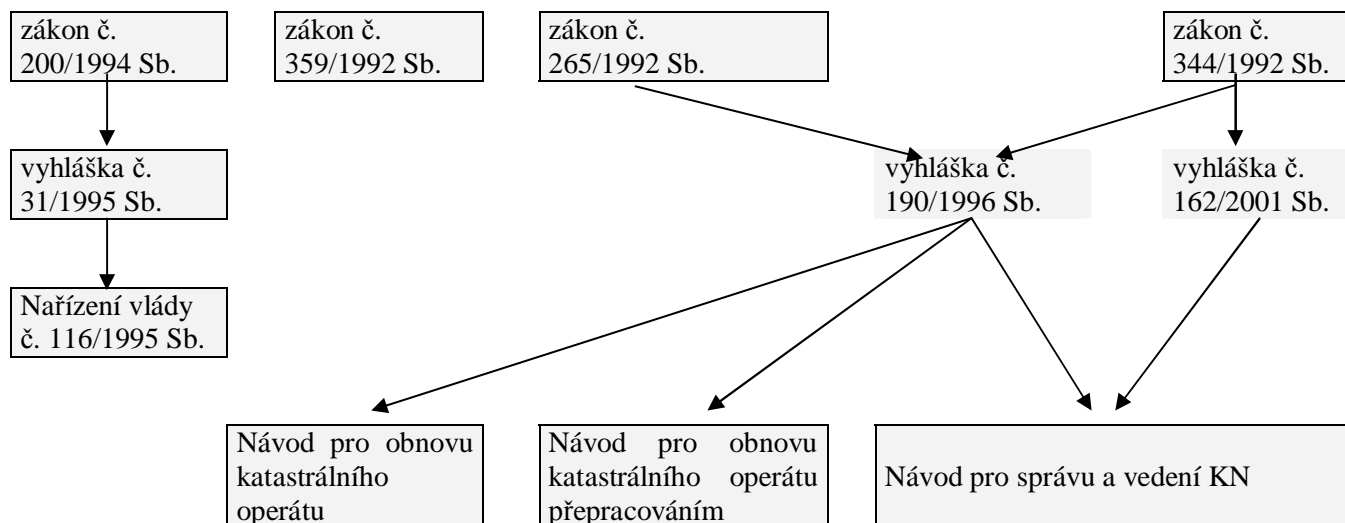 zákon č.
200/1994 Sb.
zákon č.
359/1992 Sb.
zákon č.
265/1992 Sb.
zákon č.
344/1992 Sb.
vyhláška č.
31/1995 Sb.
vyhláška č.
190/1996 Sb.
vyhláška č.
162/2001 Sb.
Nařízení vlády
č. 116/1995 Sb.
Návod pro obnovu
katastrálního
operátu
Návod pro obnovu
katastrálního operátu
přepracováním
Návod pro správu a vedení KN